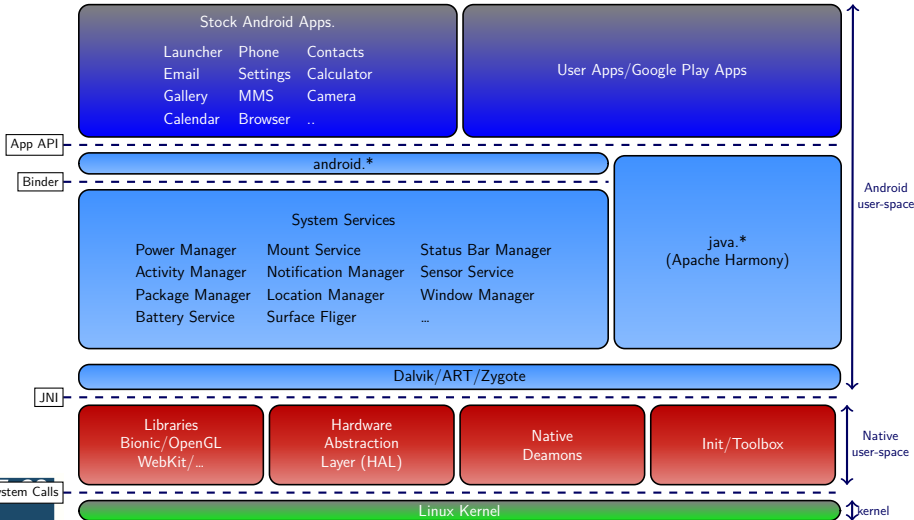 Stock Android Apps.
Launcher Phone Contacts
Email Settings Calculator
Gallery MMS Camera
Calendar Browser ..
User Apps/Google Play Apps
App API
android.*
Binder
Android
user-space
System Services
Power Manager Mount Service Status Bar Manager
Activity Manager Notification Manager Sensor Service
Package Manager Location Manager Window Manager
Battery Service Surface Fliger ...
java.*
(Apache Harmony)
Dalvik/ART/Zygote
JNI
Libraries
Bionic/OpenGL
WebKit/...
Hardware
Abstraction
Layer (HAL)
Native
Deamons
Init/Toolbox
Native
user-space
ystem Calls
Linux Kernel
kernel